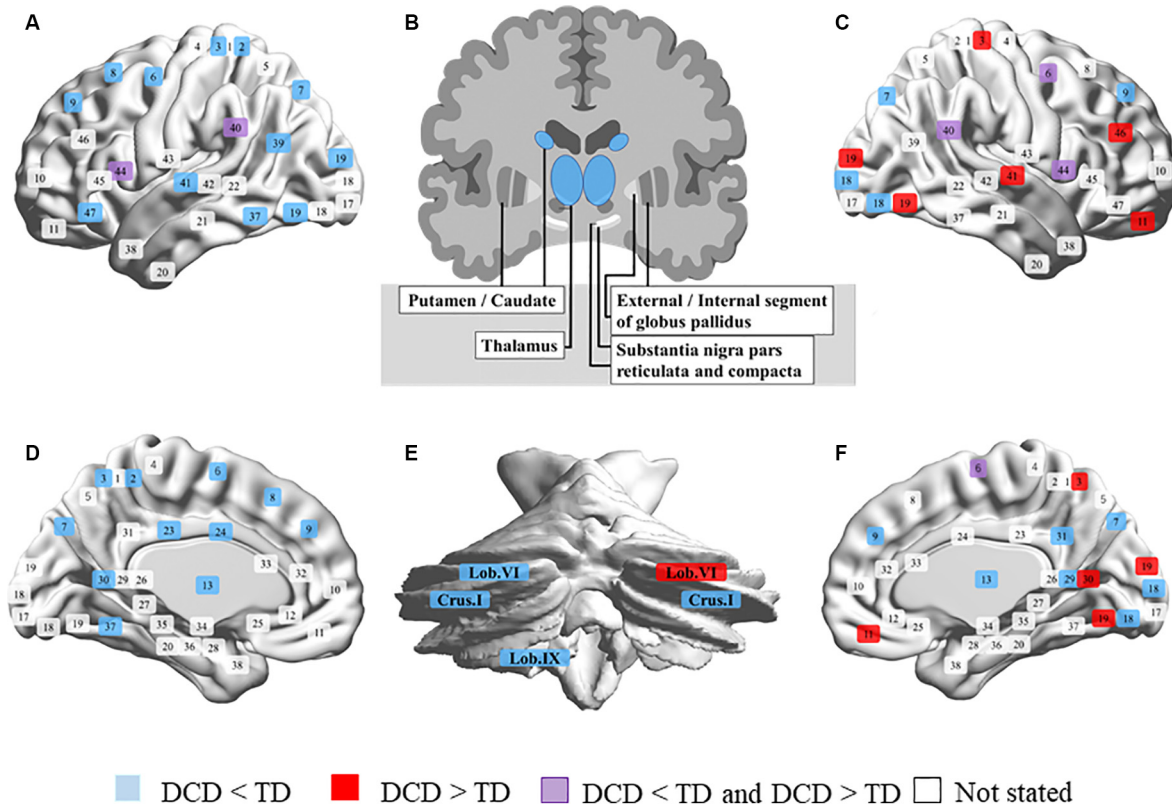 A
4 3 1 2
8 6 5
9 7
46 40 39
43 19
10 45 44 41 42 22 18
47 37 19 18 17
11 21
38
20
B
Putamen / Caudate
Thalamus
External / Internal segment
of globus pallidus
Substantia nigra pars
reticulata and compacta
C
2 1 3 4
5 6 8
7 9
40 46
39 43
19 10
18 22 42 41 44 45
17 18 19 37 21 47 11
38
20
D
4
3 1 2 6
5 8
7 31 23 24 9
19 33 32
30 29 26 13 10
18 27
17 18 19 37 35 34 25 12 11
20 36 28
38
E
Lob.VI Lob.VI
Crus.I Crus.I
Lob.IX
F
6 4
2 1 3
8 5
9 24 23 31 7
32 33 19
10 13 26 29 30 18
12 27 17
11 25 34 35 37 19 18
28 36 20
38
DCD < TD DCD > TD DCD < TD and DCD > TD Not stated